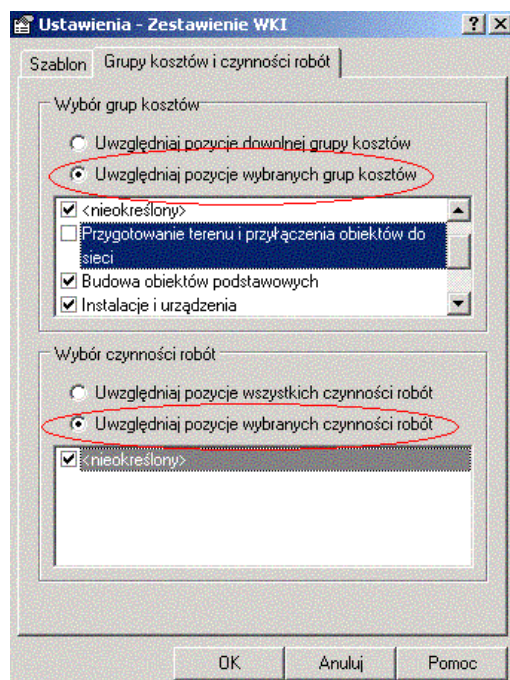 Ustawienia - Zestawienie WKI
Szablon Grupy kosztów i czynności robót
Wybór grup kosztów
Uwzględniaj pozycje dowolnej grupy kosztów
Uwzględniaj pozycje wybranych grup kosztów
<nieokreślony>
Przygotowanie terenu i przyłączenia obiektów do
sieci
Budowa obiektów podstawowych
Instalacje i urządzenia
Wybór czynności robót
Uwzględniaj pozycje wszystkich czynności robót
Uwzględniaj pozycje wybranych czynności robót
<nieokreślony>
OK Anuluj Pomoc